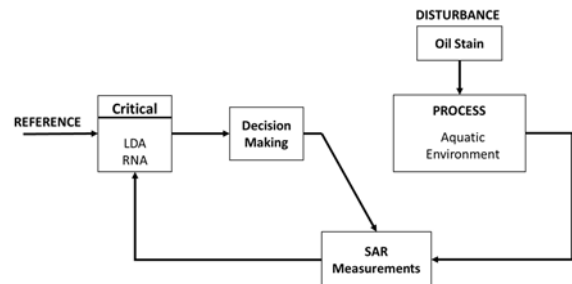 DISTURBANCE
Oil Stain
PROCESS
Aquatic
Environment
REFERENCE
Critical
LDA
RNA
Decision
Making
SAR
Measurements